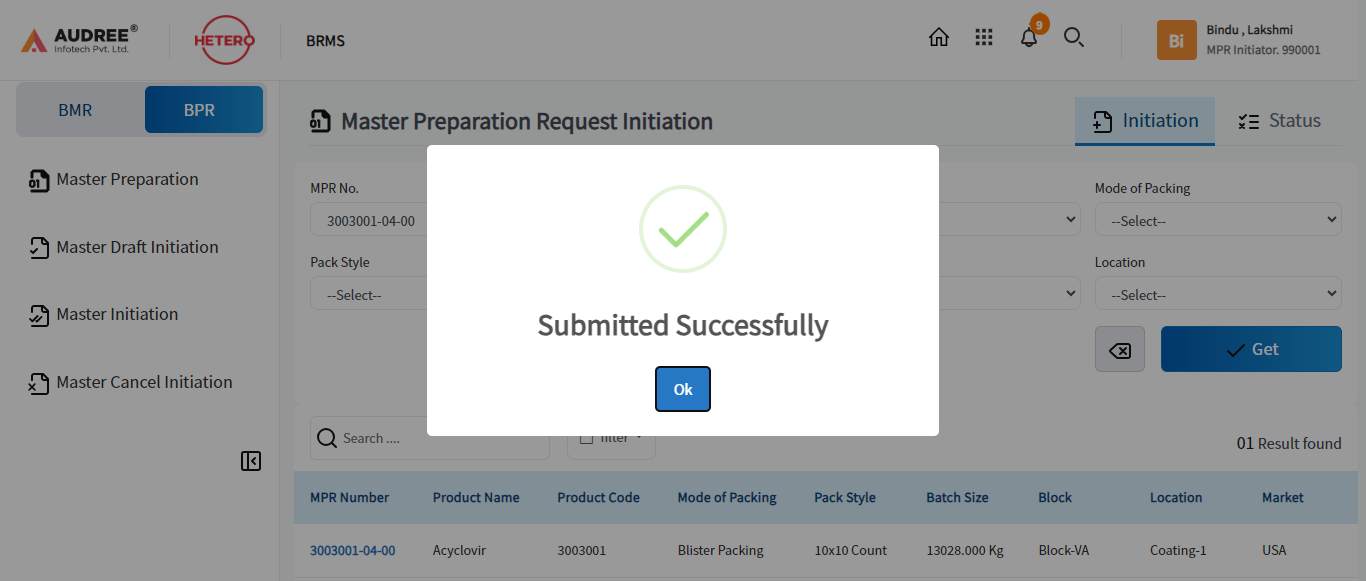 AUDREE®
Infotech Pvt. Ltd.
HETERO
BRMS
9
Bi
Bindu , Lakshmi
MPR Initiator. 990001
BMR
BPR
Master Preparation
Master Draft Initiation
Master Initiation
Master Cancel Initiation
01 Master Preparation Request Initiation
Initiation
Status
MPR No.
Mode of Packing
3003001-04-00
--Select--
Pack Style
Location
--Select--
--Select--
Submitted Successfully
Ok
Get
Search ....
filter
01 Result found
MPR Number Product Name Product Code Mode of Packing Pack Style Batch Size Block Location Market
3003001-04-00 Acyclovir 3003001 Blister Packing 10x10 Count 13028.000 Kg Block-VA Coating-1 USA